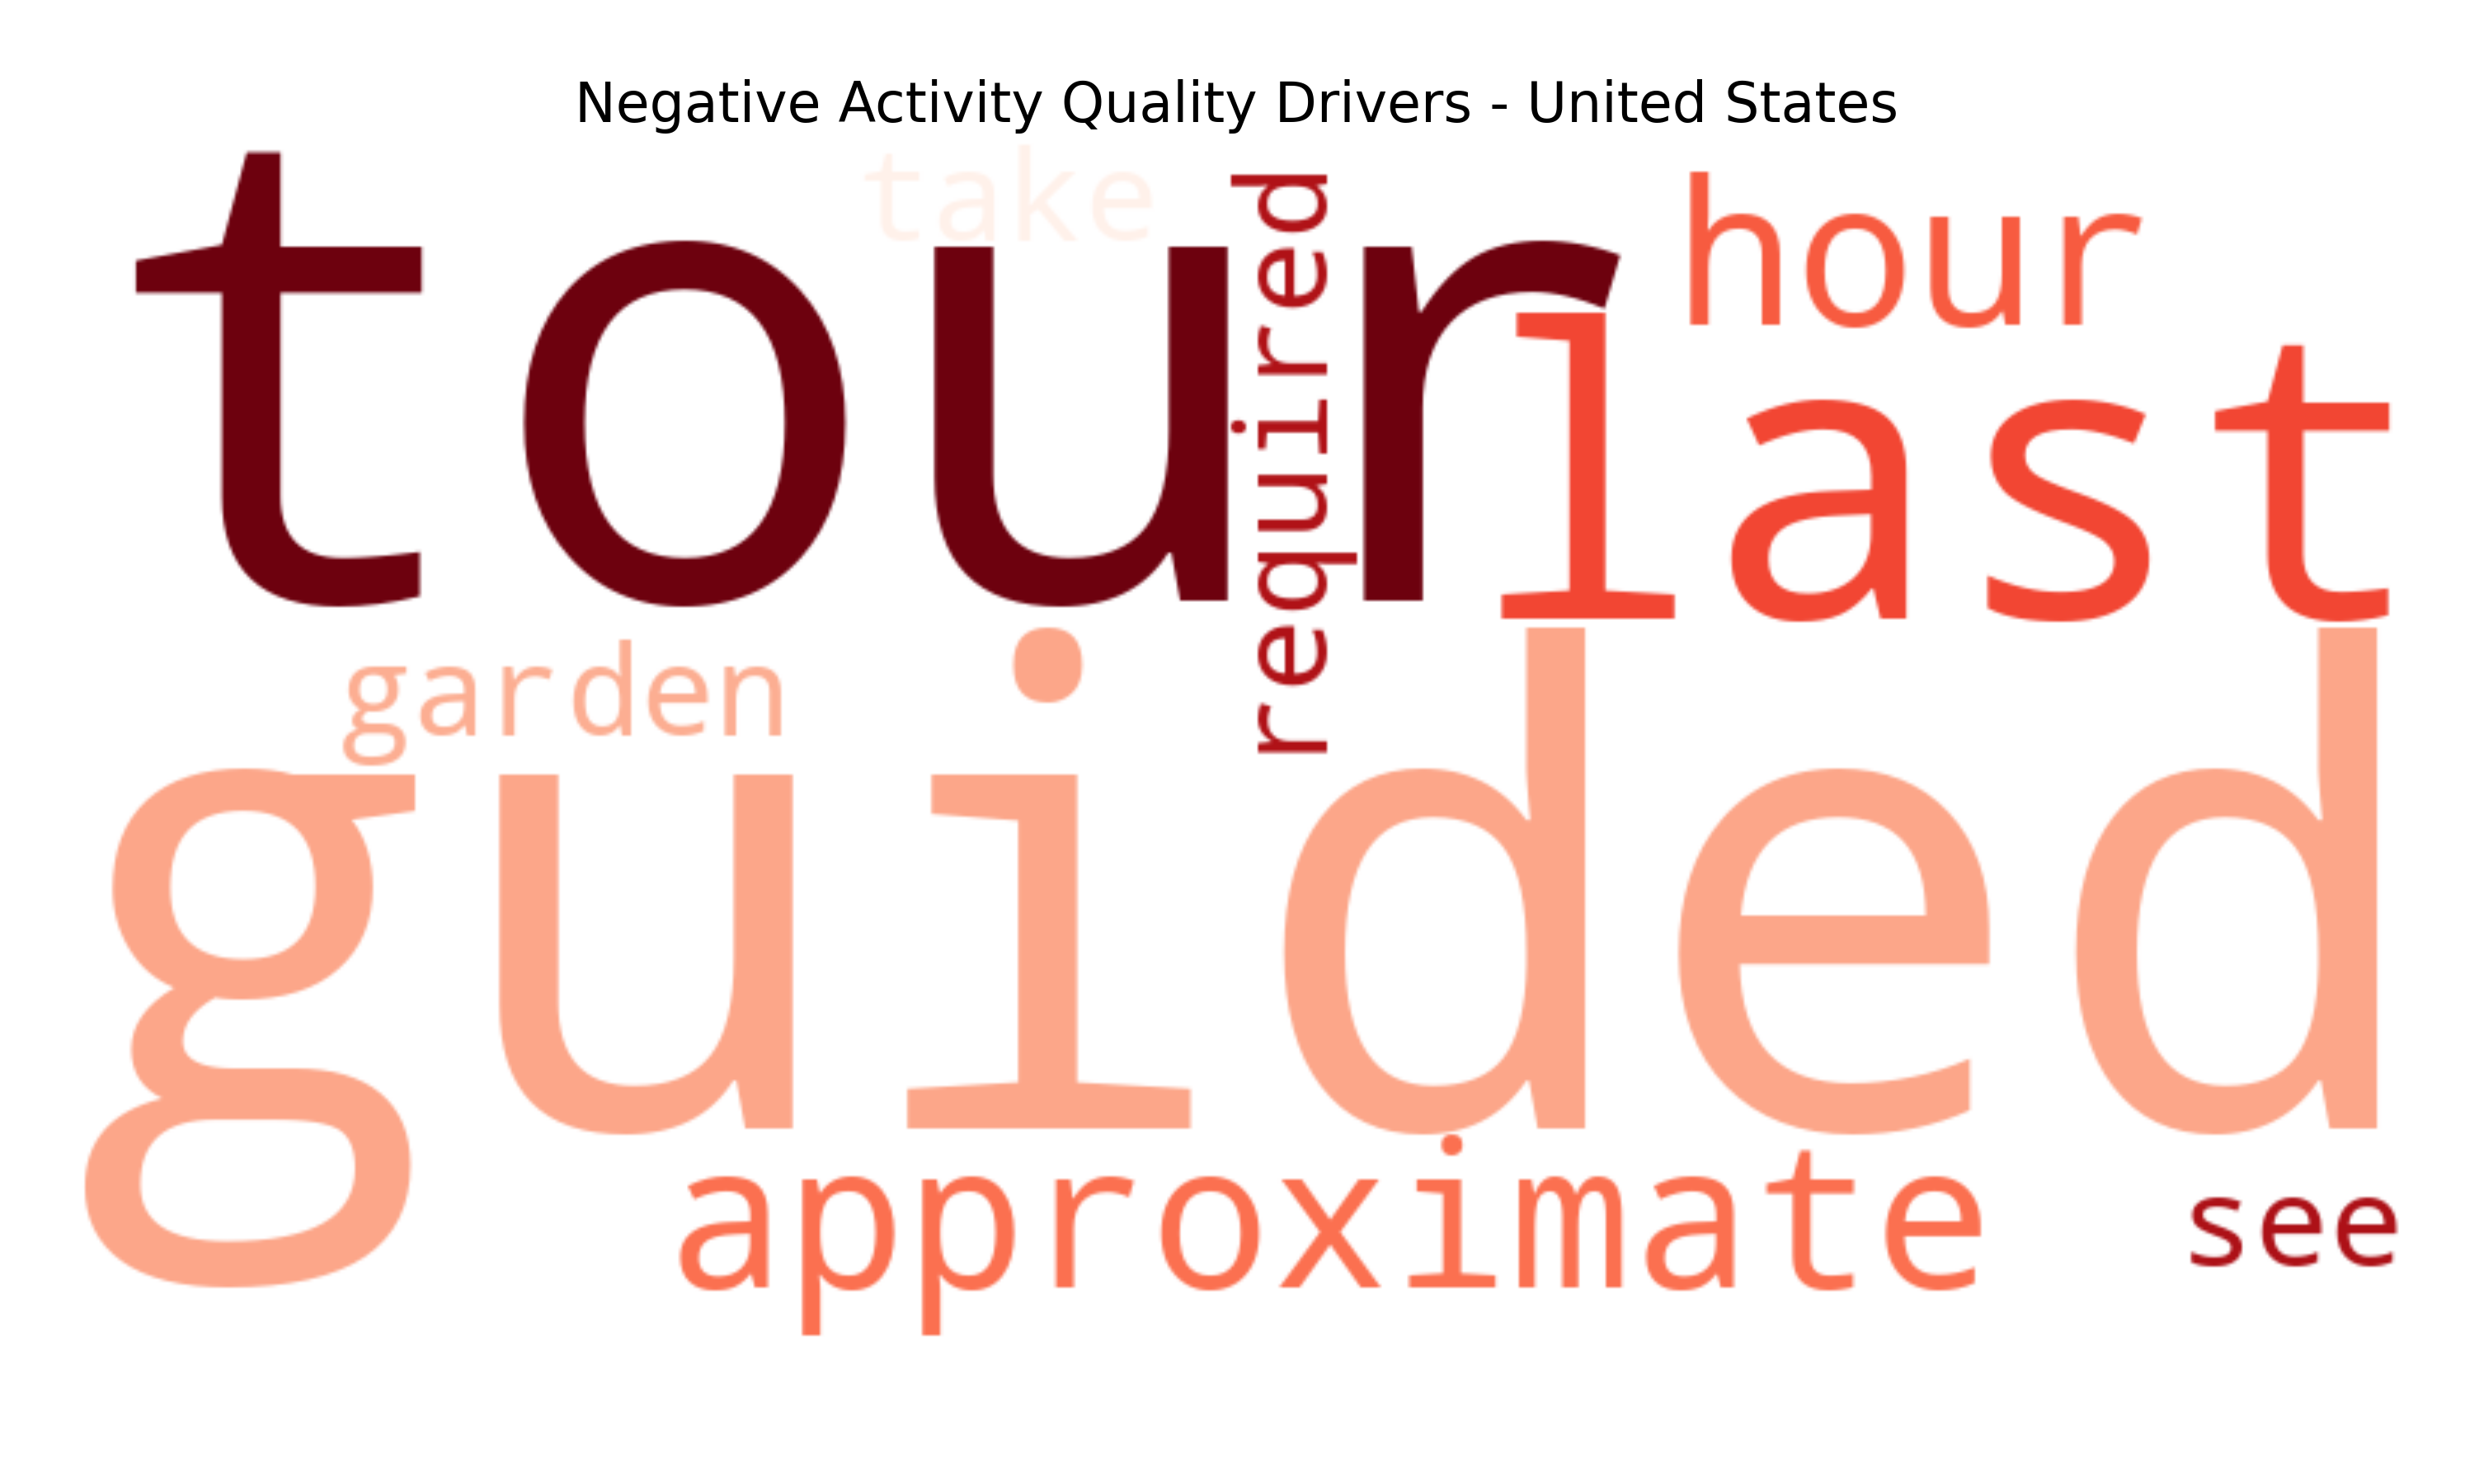 Negative Activity Quality Drivers - United States
take
required
hour
tour
last
garden
guided
approximate
see